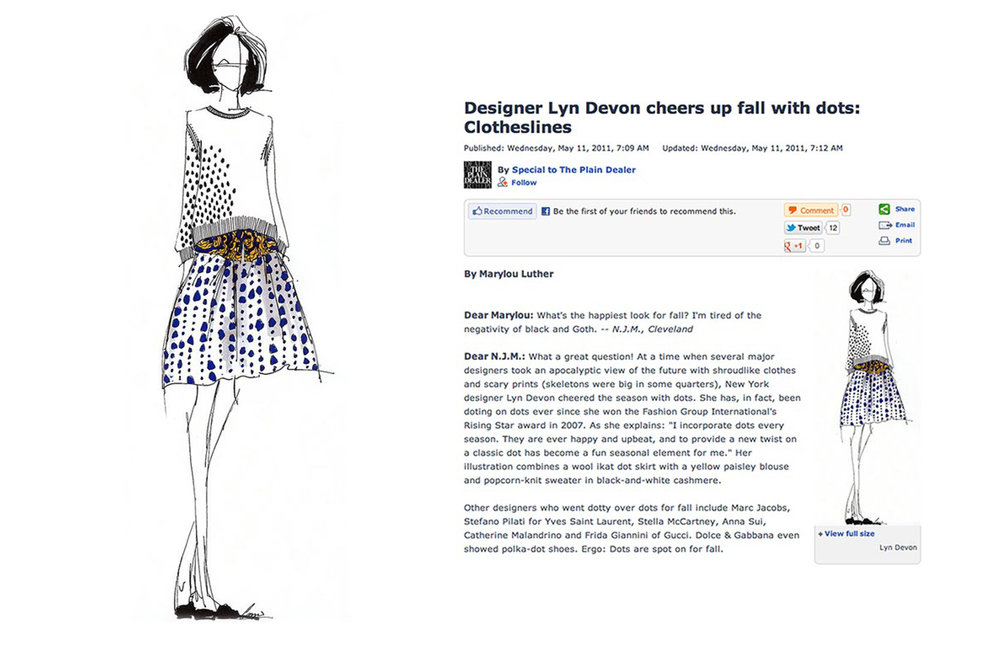 Designer Lyn Devon cheers up fall with dots:
Clotheslines
Published: Wednesday, May 11, 2011, 7:09 AM Updated: Wednesday, May 11, 2011, 7:12 AM
THE PLAIN DEALER
By Special to The Plain Dealer
Follow
Recommend Be the first of your friends to recommend this.
Comment 0
Tweet 12
+1 0
Share
Email
Print
By Marylou Luther
Dear Marylou: What's the happiest look for fall? I'm tired of the
negativity of black and Goth. -- N.J.M., Cleveland
Dear N.J.M.: What a great question! At a time when several major
designers took an apocalyptic view of the future with shroudlike clothes
and scary prints (skeletons were big in some quarters), New York
designer Lyn Devon cheered the season with dots. She has, in fact, been
doting on dots ever since she won the Fashion Group International's
Rising Star award in 2007. As she explains: "I incorporate dots every
season. They are ever happy and upbeat, and to provide a new twist on
a classic dot has become a fun seasonal element for me." Her
illustration combines a wool ikat dot skirt with a yellow paisley blouse
and popcorn-knit sweater in black-and-white cashmere.
Other designers who went dotty over dots for fall include Marc Jacobs,
Stefano Pilati for Yves Saint Laurent, Stella McCartney, Anna Sui,
Catherine Malandrino and Frida Giannini of Gucci. Dolce & Gabbana even
showed polka-dot shoes. Ergo: Dots are spot on for fall.
+ View full size
Lyn Devon